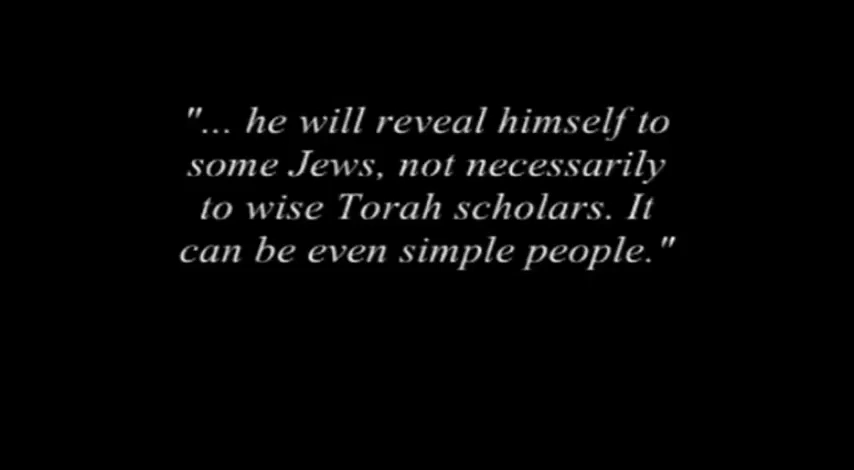 "... he will reveal himself to
some Jews, not necessarily
to wise Torah scholars. It
can be even simple people."